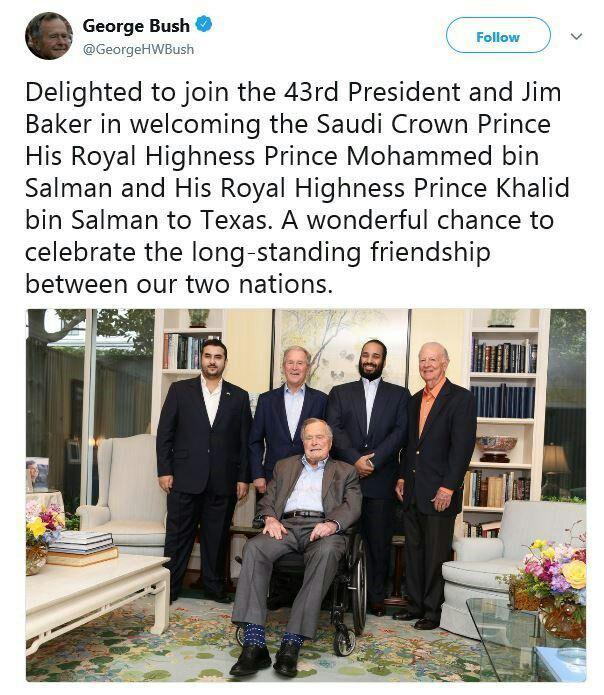 George Bush
@GeorgeHWBush
Follow
Delighted to join the 43rd President and Jim
Baker in welcoming the Saudi Crown Prince
His Royal Highness Prince Mohammed bin
Salman and His Royal Highness Prince Khalid
bin Salman to Texas. A wonderful chance to
celebrate the long-standing friendship
between our two nations.